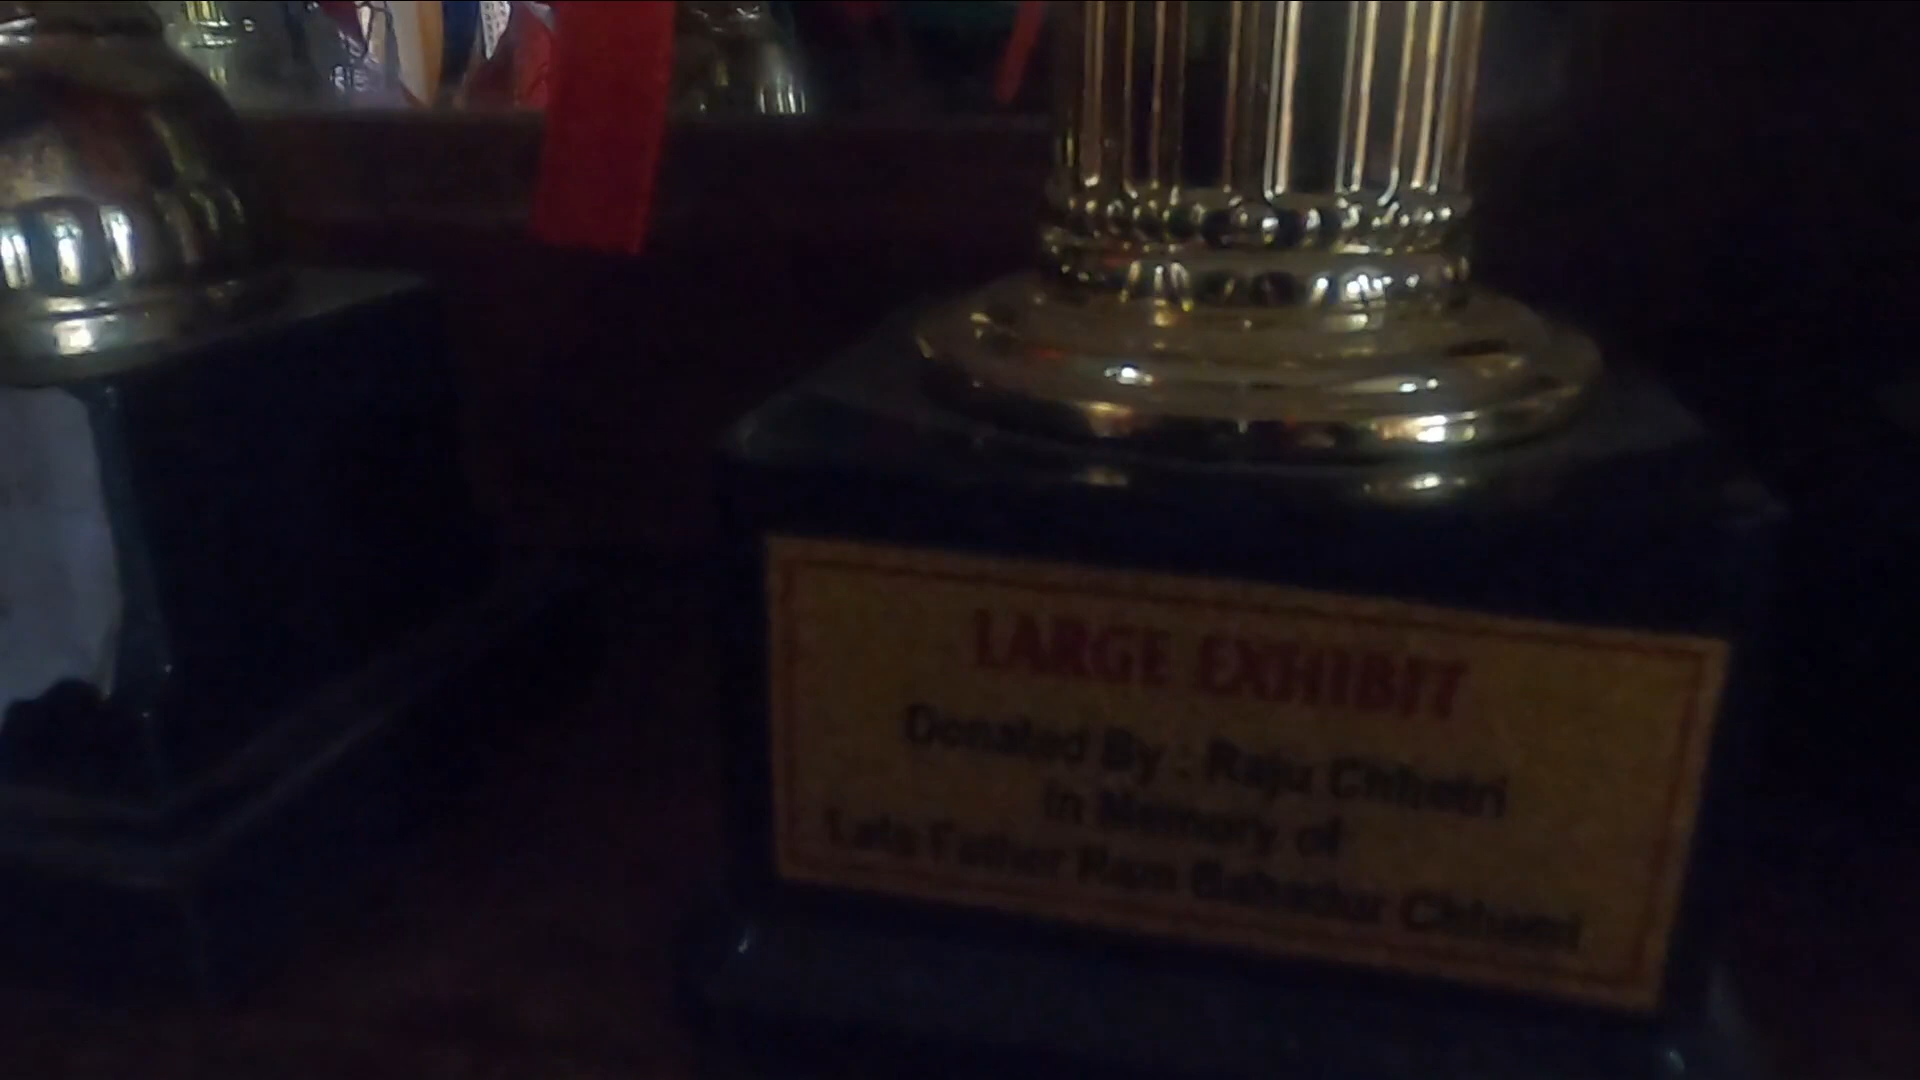 LARGE EXHIBIT
Donated By : Raju Chhetri
In Memory of
Late Father Ram Bahadur Chhetri